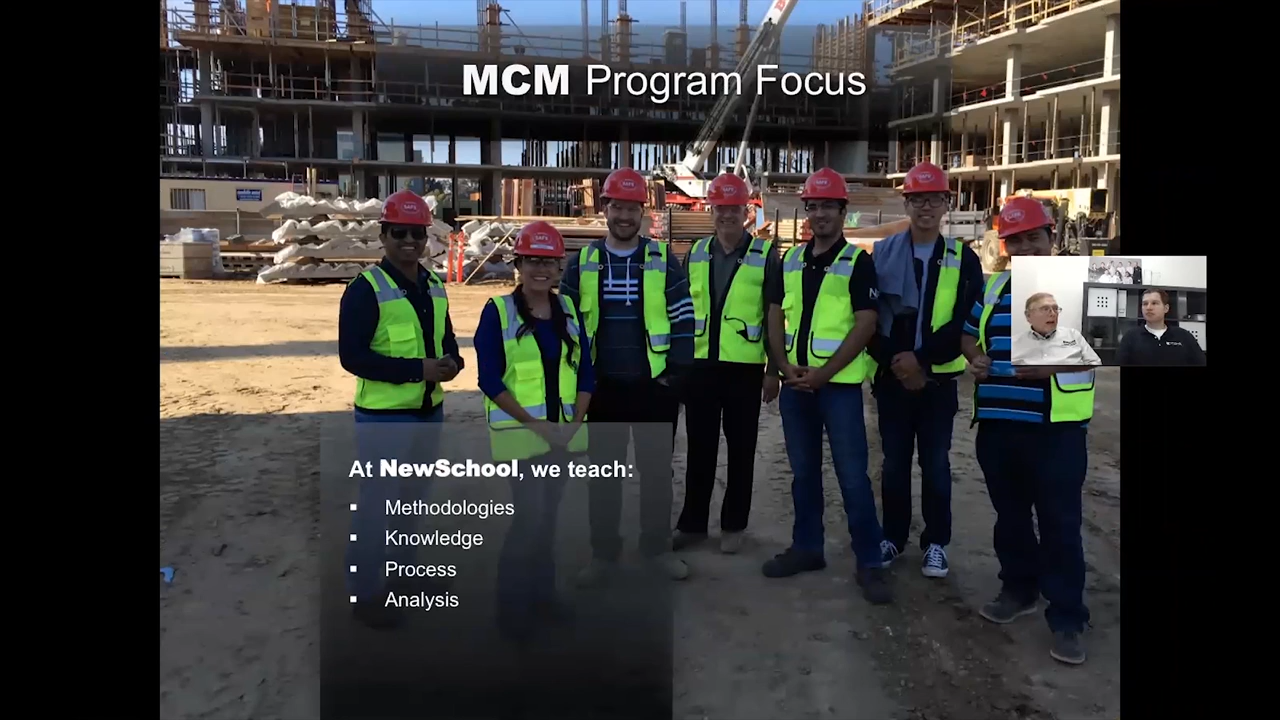 MCM Program Focus
At NewSchool, we teach:
▪ Methodologies
▪ Knowledge
▪ Process
▪ Analysis